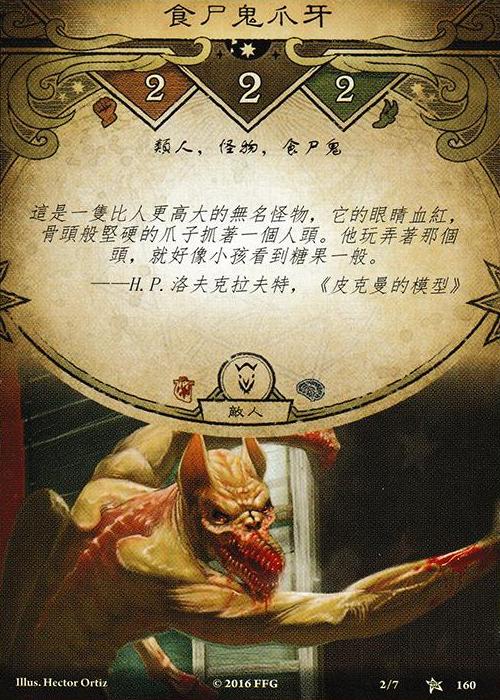 食尸鬼爪牙
2 2 2
類人，怪物，食尸鬼
這是一隻比人更高大的無名怪物，它的眼晴血紅，
骨頭般堅硬的爪子抓著一個人頭。他玩弄著那個
頭，就好像小孩看到糖果一般。
——H. P. 洛夫克拉夫特，《皮克曼的模型》
敵人
Illus. Hector Ortiz © 2016 FFG 2/7 160